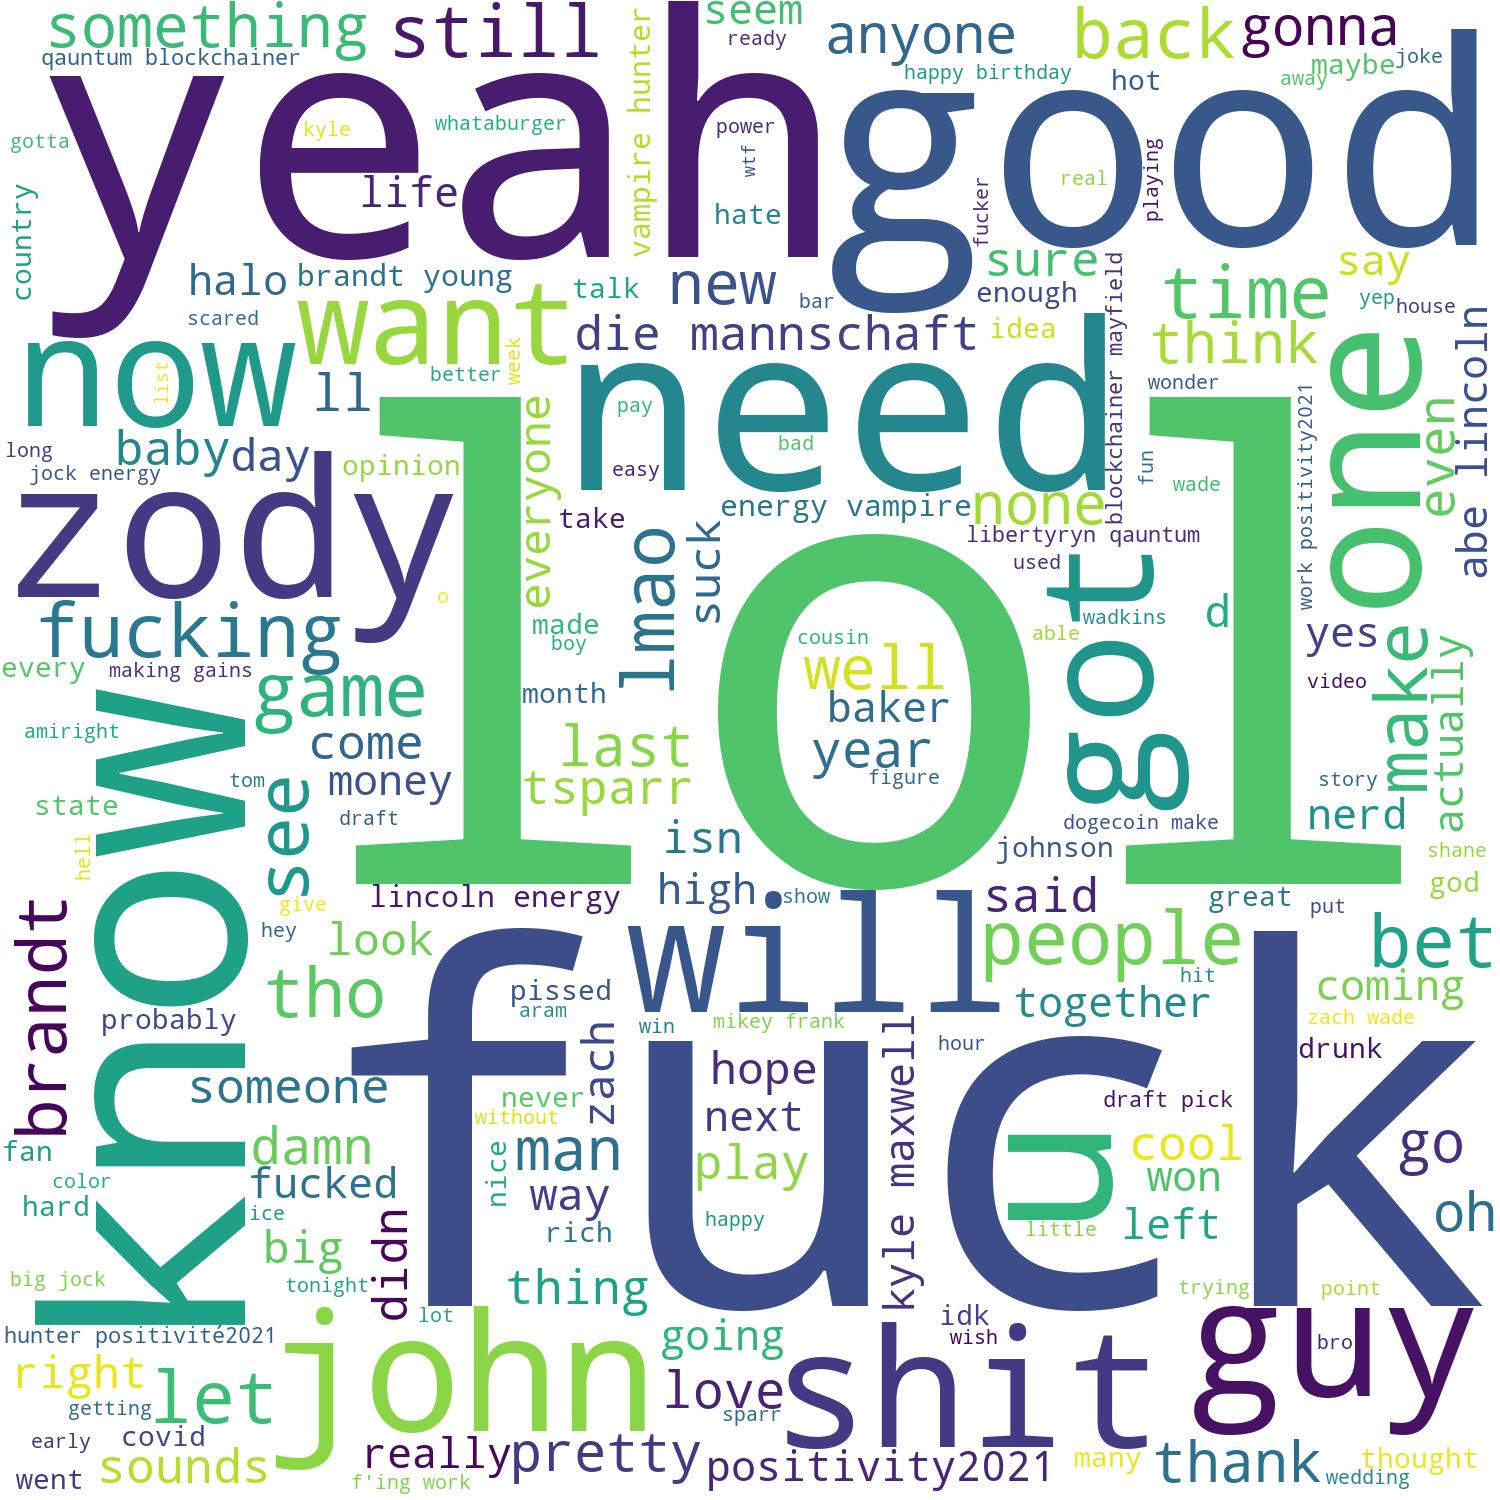 something
still
seem
ready
anyone
back
gonna
qauntum blockchainer
yeah
good
happy birthday
hot
away
maybe
joke
gotta
kyle
whataburger
vampire hunter
power
wtf
real
playing
country
life
hate
fucker
halo
brandt young
talk
new
bar
sure
enough
say
time
yep
house
scared
want
die mannschaft
idea
blockchainer mayfield
think
abe lincoln
now
list
ll
better
week
need
pay
bad
easy
wonder
one
even
long
baby
day
opinion
jock energy
everyone
take
energy vampire
none
fun
wade
work positivity2021
zody
o
lmao
suck
libertyryn qauntum
used
lol
fucking
made
boy
cousin
able
got
wadkins
d
yes
every
making gains
game
month
well
baker
year
figure
video
make
actually
amiright
come
last
tom
money
tsparr
story
state
see
draft
isn
dogecoin make
nerd
johnson
shane
hell
know
lincoln energy
high
show
said
great
god
give
put
brandt
hey
look
will
people
bet
tho
pissed
aram
together
hit
coming
probably
zach
win
mikey frank
kyle maxwell
hour
zach wade
drunk
someone
fuck
never
without
hope
next
draft pick
fan
damn
nice
man
play
u
cool
go
color
hard
fucked
ice
way
won
big
didn
rich
happy
little
left
oh
big jock
tonight
thing
trying
point
hunter positivité2021
lot
john
going
idk
wish
shit
guy
bro
right
let
getting
love
sparr
early
covid
really
pretty
went
sounds
f'ing work
positivity2021
many
thank
thought
wedding